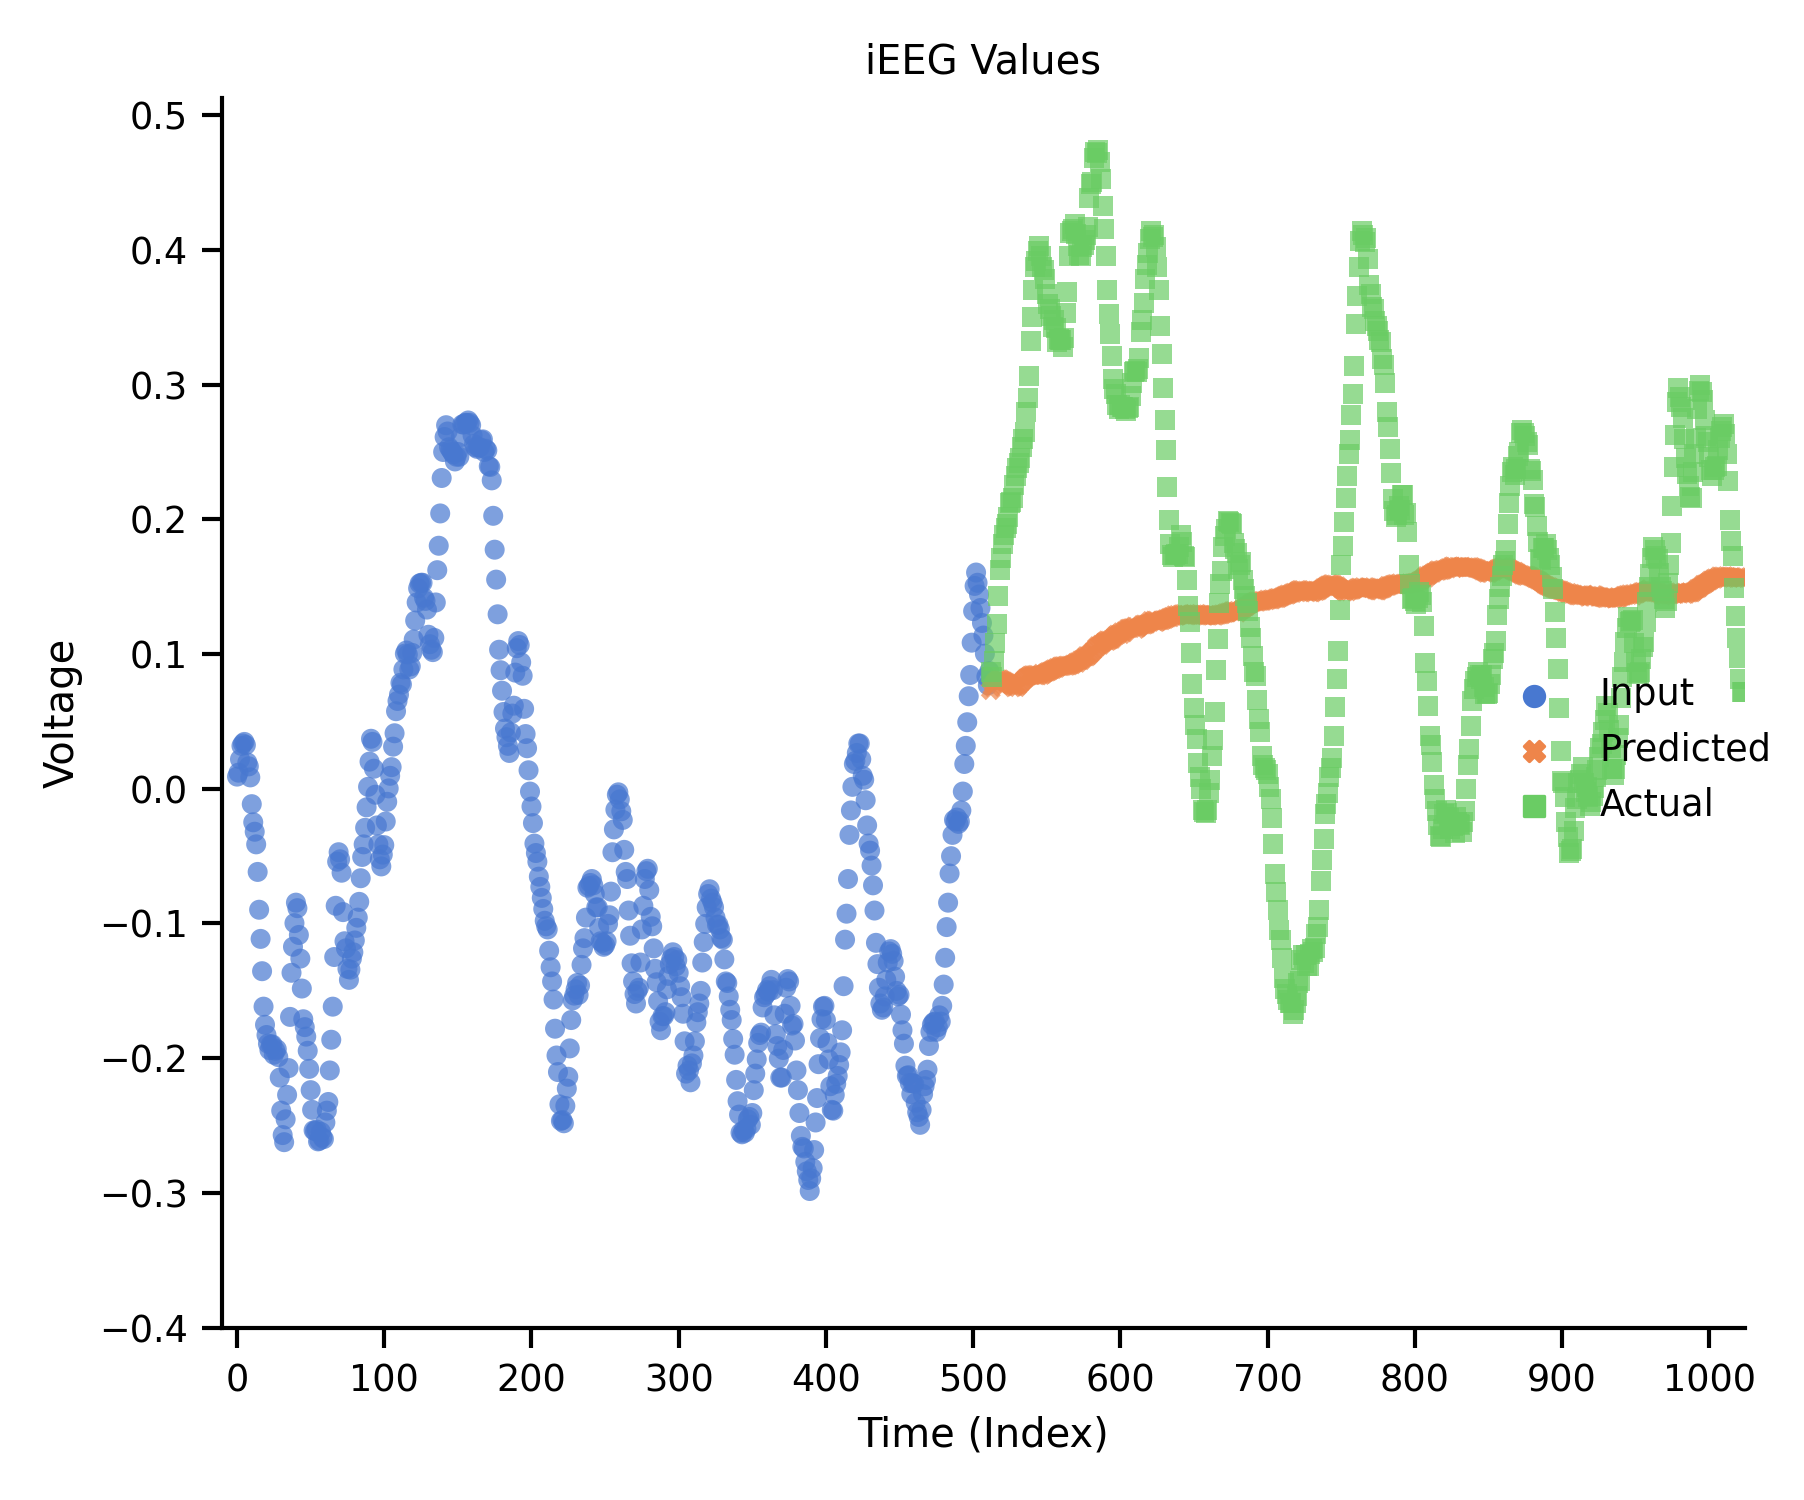 iEEG Values
0.5
0.4
0.3
0.2
0.1
0.0
−0.1
−0.2
−0.3
−0.4
Voltage
Input
Predicted
Actual
0 100 200 300 400 500 600 700 800 900 1000
Time (Index)